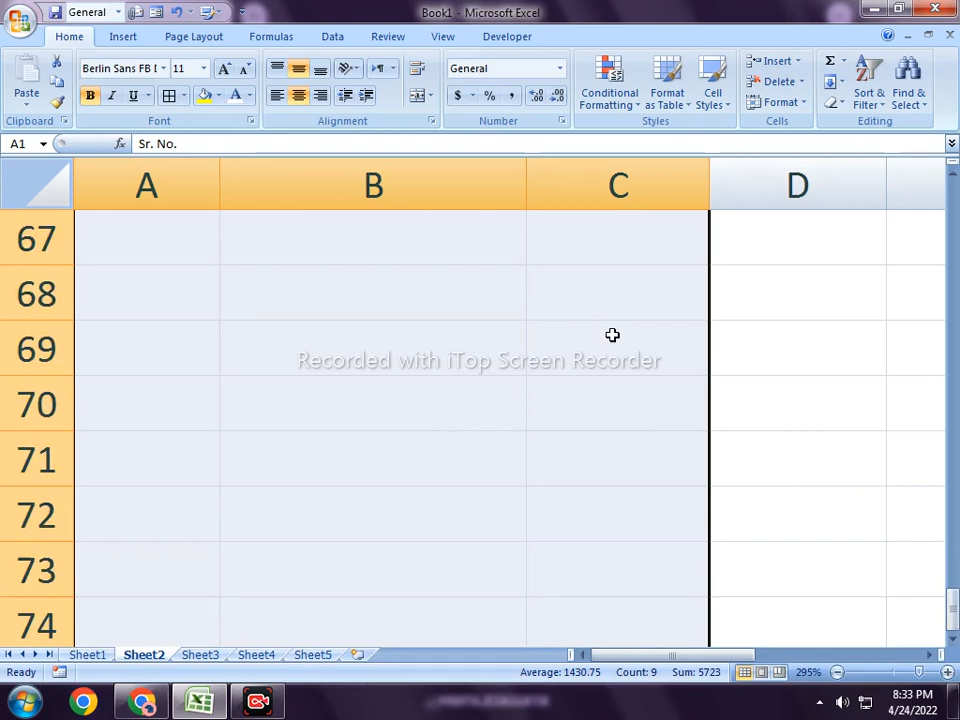 General
Book1 - Microsoft Excel
Home Insert Page Layout Formulas Data Review View Developer
Berlin Sans FB D 11 General
Paste B I U $ % , Conditional Formatting Format as Table Cell Styles Insert Delete Format Sort & Filter Find & Select
Clipboard Font Alignment Number Styles Cells Editing
A1 fx Sr. No.
A B C D
67
68
69
Recorded with iTop Screen Recorder
70
71
72
73
74
Sheet1 Sheet2 Sheet3 Sheet4 Sheet5
Ready Average: 1430.75 Count: 9 Sum: 5723 295%
8:33 PM
4/24/2022